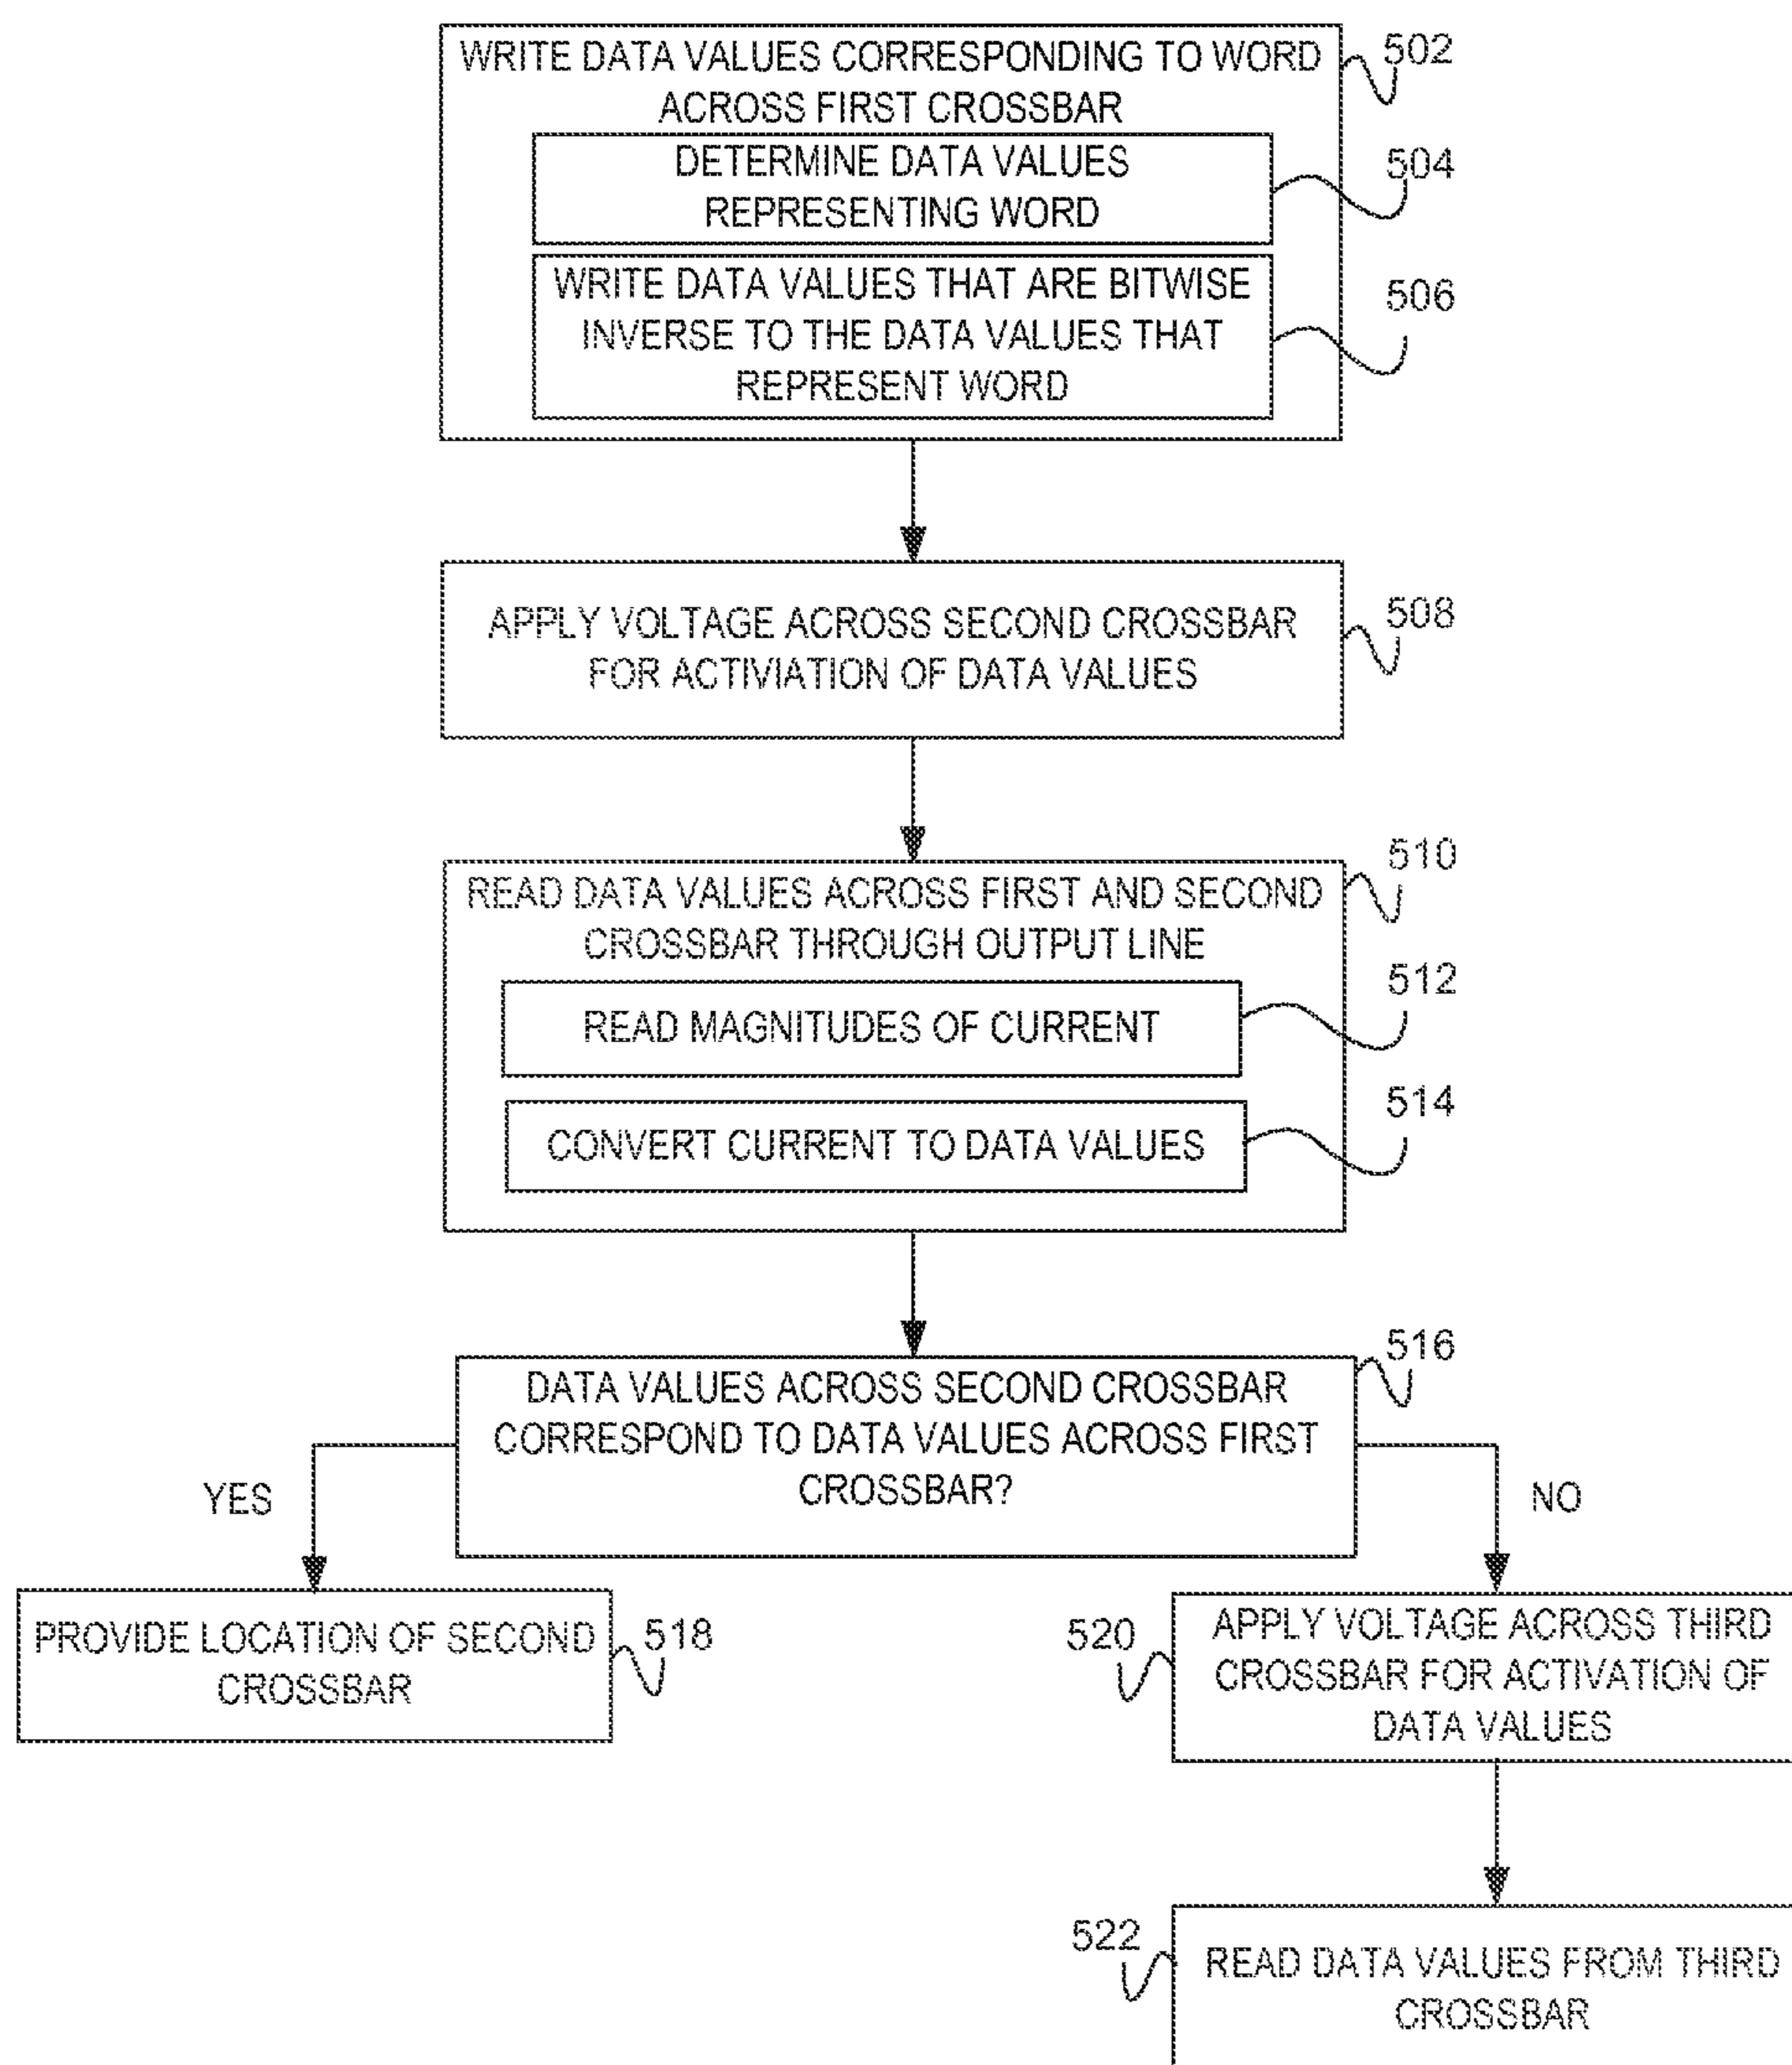 WRITE DATA VALUES CORRESPONDING TO WORD
ACROSS FIRST CROSSBAR
502
DETERMINE DATA VALUES
REPRESENTING WORD
504
WRITE DATA VALUES THAT ARE BITWISE
INVERSE TO THE DATA VALUES THAT
REPRESENT WORD
506
APPLY VOLTAGE ACROSS SECOND CROSSBAR
FOR ACTIVIATION OF DATA VALUES
508
READ DATA VALUES ACROSS FIRST AND SECOND
CROSSBAR THROUGH OUTPUT LINE
510
READ MAGNITUDES OF CURRENT
512
CONVERT CURRENT TO DATA VALUES
514
DATA VALUES ACROSS SECOND CROSSBAR
CORRESPOND TO DATA VALUES ACROSS FIRST
CROSSBAR?
516
YES
NO
PROVIDE LOCATION OF SECOND
CROSSBAR
518
520
APPLY VOLTAGE ACROSS THIRD
CROSSBAR FOR ACTIVATION OF
DATA VALUES
522
READ DATA VALUES FROM THIRD
CROSSBAR